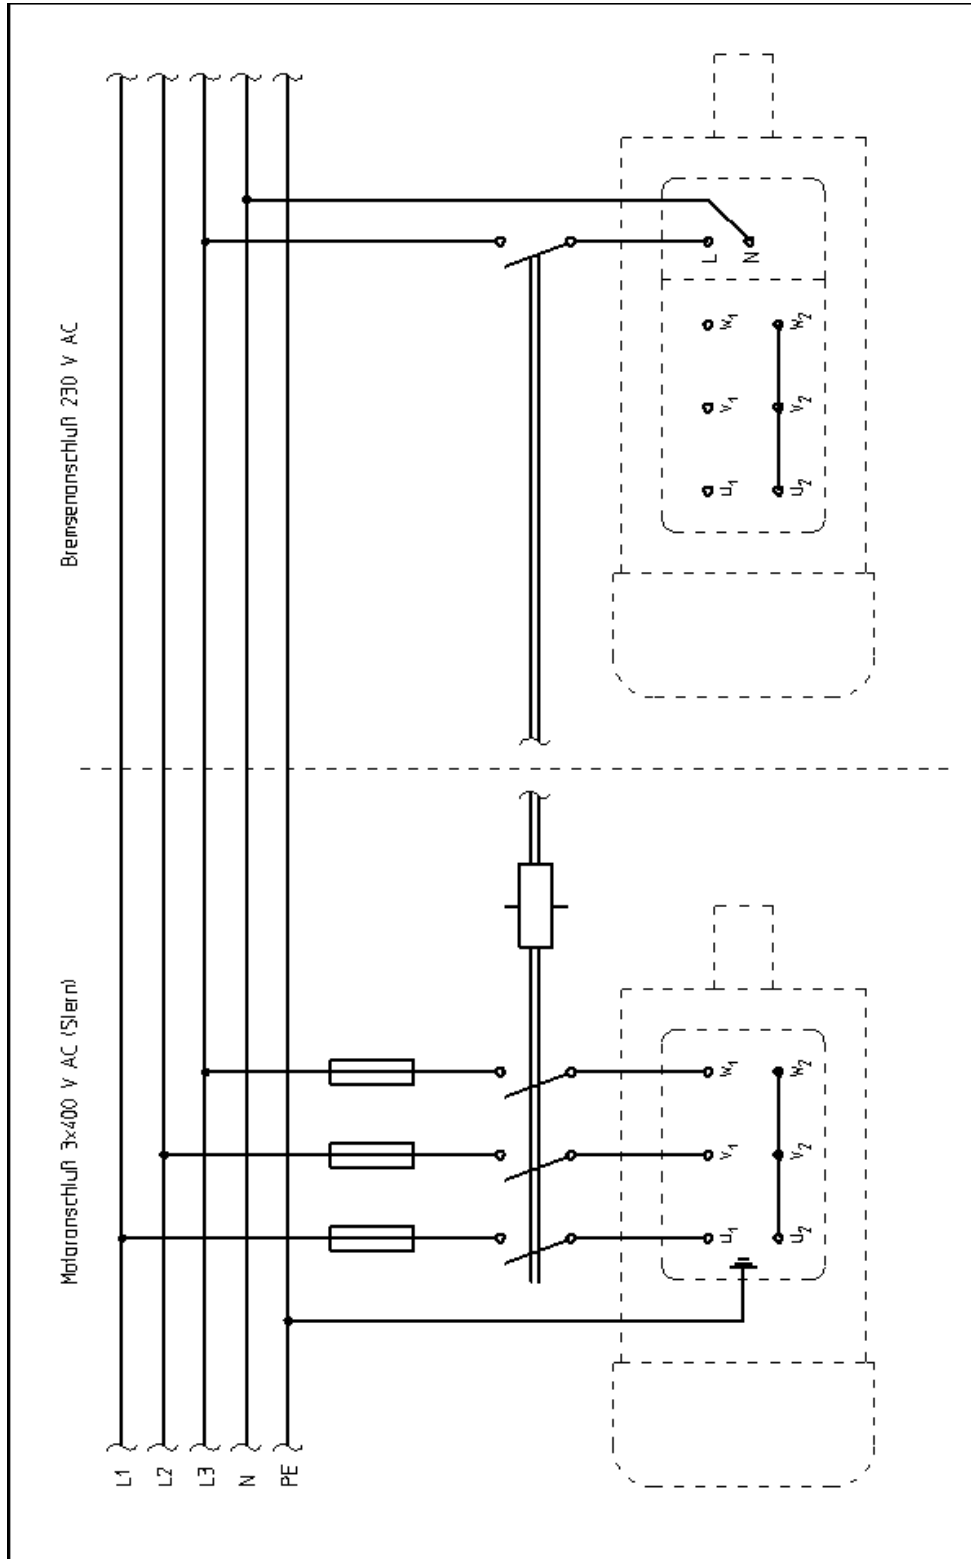 Motoranschluß 3x400 V AC (Stern)
Bremsenanschluß 230 V AC
L1
L2
L3
N
PE
u₁ v₁ w₁
u₂ v₂ w₂
u₁ v₁ w₁ L
u₂ v₂ w₂ N